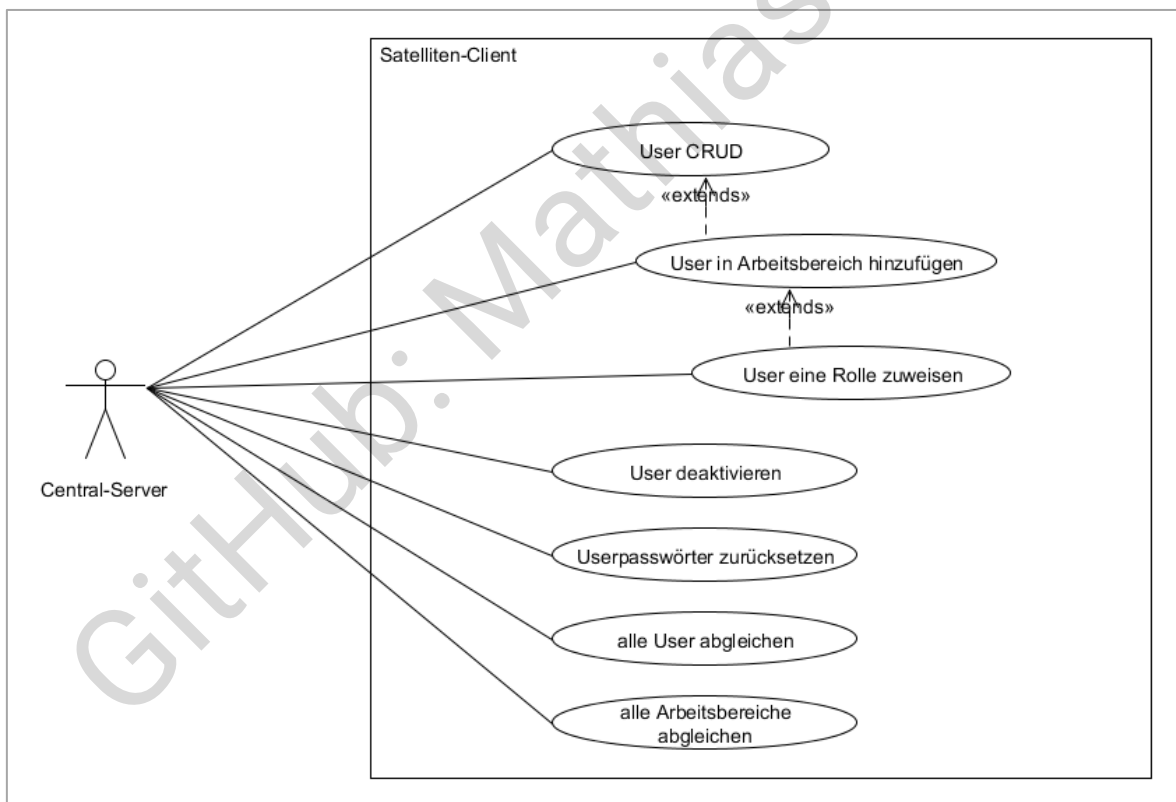 Satelliten-Client
User CRUD
«extends»
User in Arbeitsbereich hinzufügen
«extends»
User eine Rolle zuweisen
User deaktivieren
Central-Server
Userpasswörter zurücksetzen
alle User abgleichen
alle Arbeitsbereiche
abgleichen
GitHub: Mathias